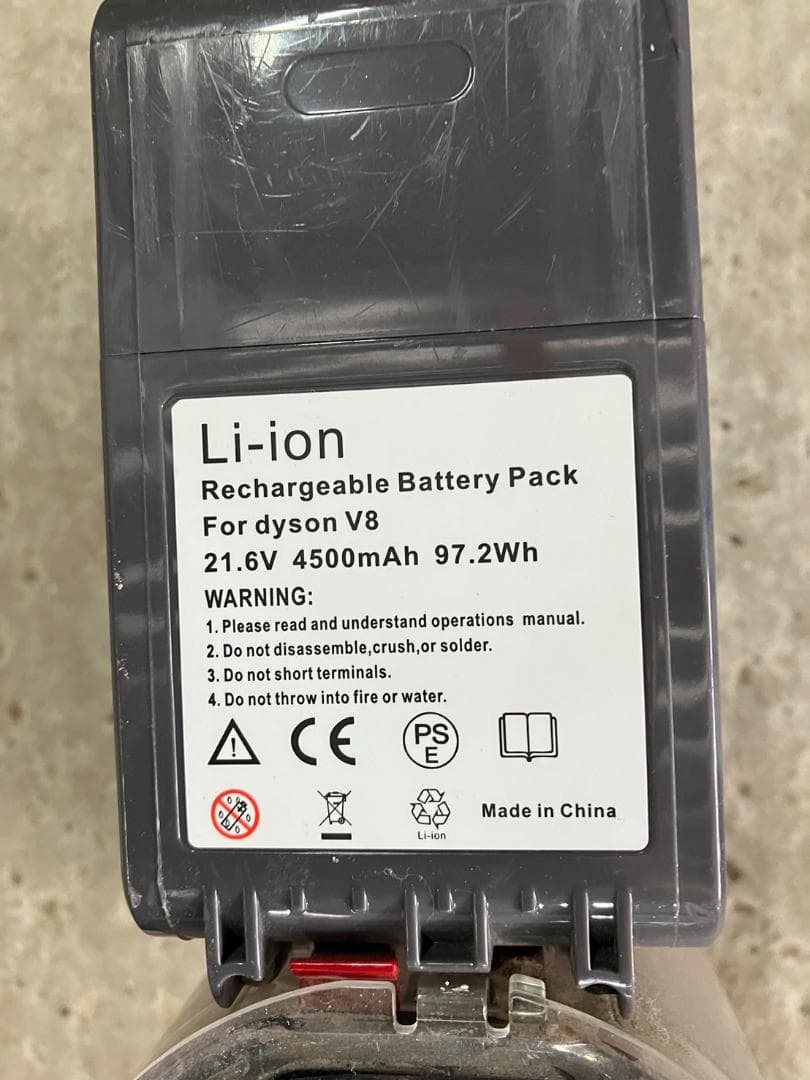 Li-ion
Rechargeable Battery Pack
For dyson V8
21.6V 4500mAh 97.2Wh
WARNING:
1. Please read and understand operations manual.
2. Do not disassemble,crush,or solder.
3. Do not short terminals.
4. Do not throw into fire or water.
CE PSE
Li-ion
Made in China